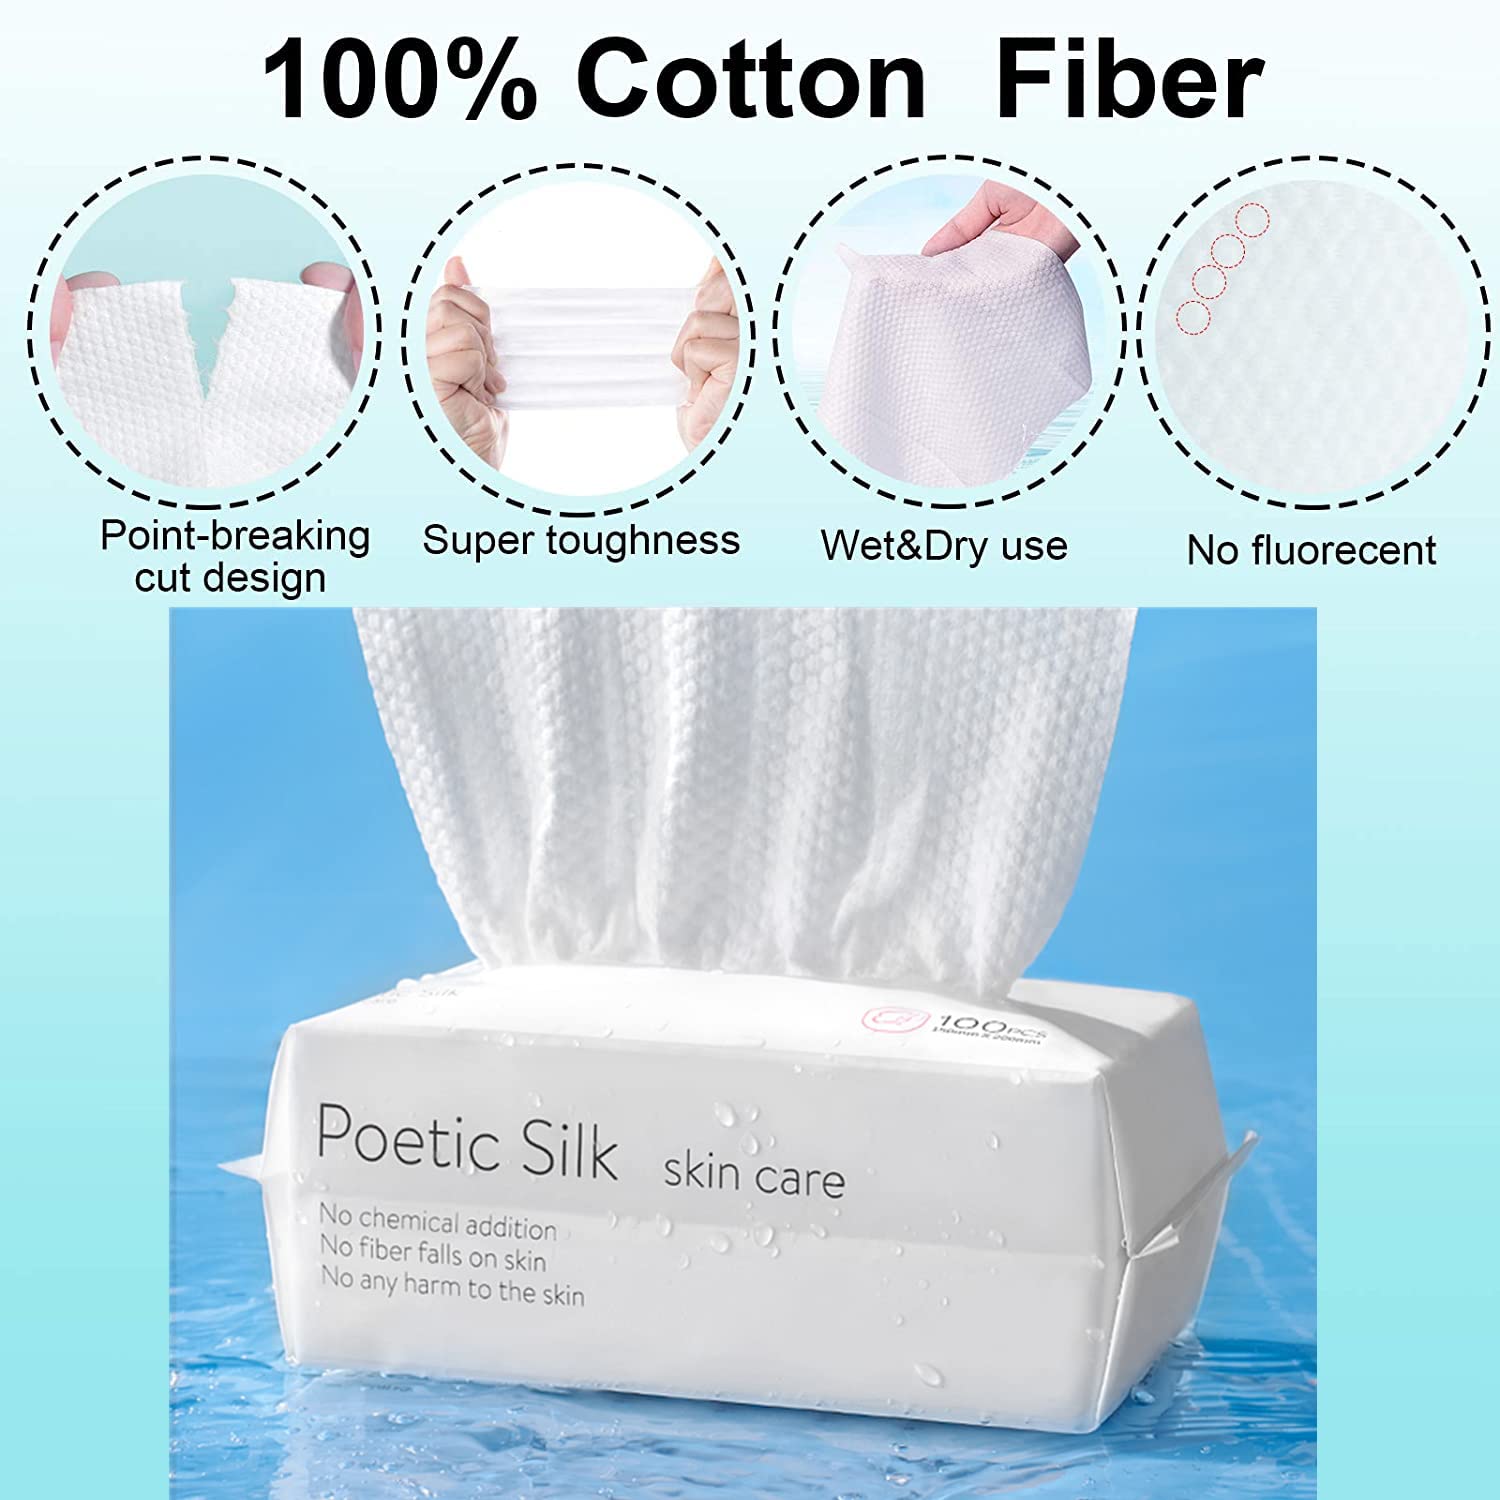 100% Cotton Fiber
Point-breaking
cut design
Super toughness
Wet&Dry use
No fluorecent
Silk
100PCS
Poetic Silk skin care
No chemical addition
No fiber falls on skin
No any harm to the skin